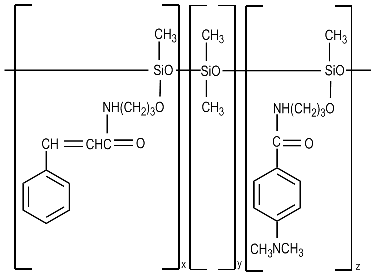 CH3 CH3 CH3
SiO SiO SiO
NH(CH2)3O CH3 NH(CH2)3O
CH CHC O C O
CH3NCH3
x y z